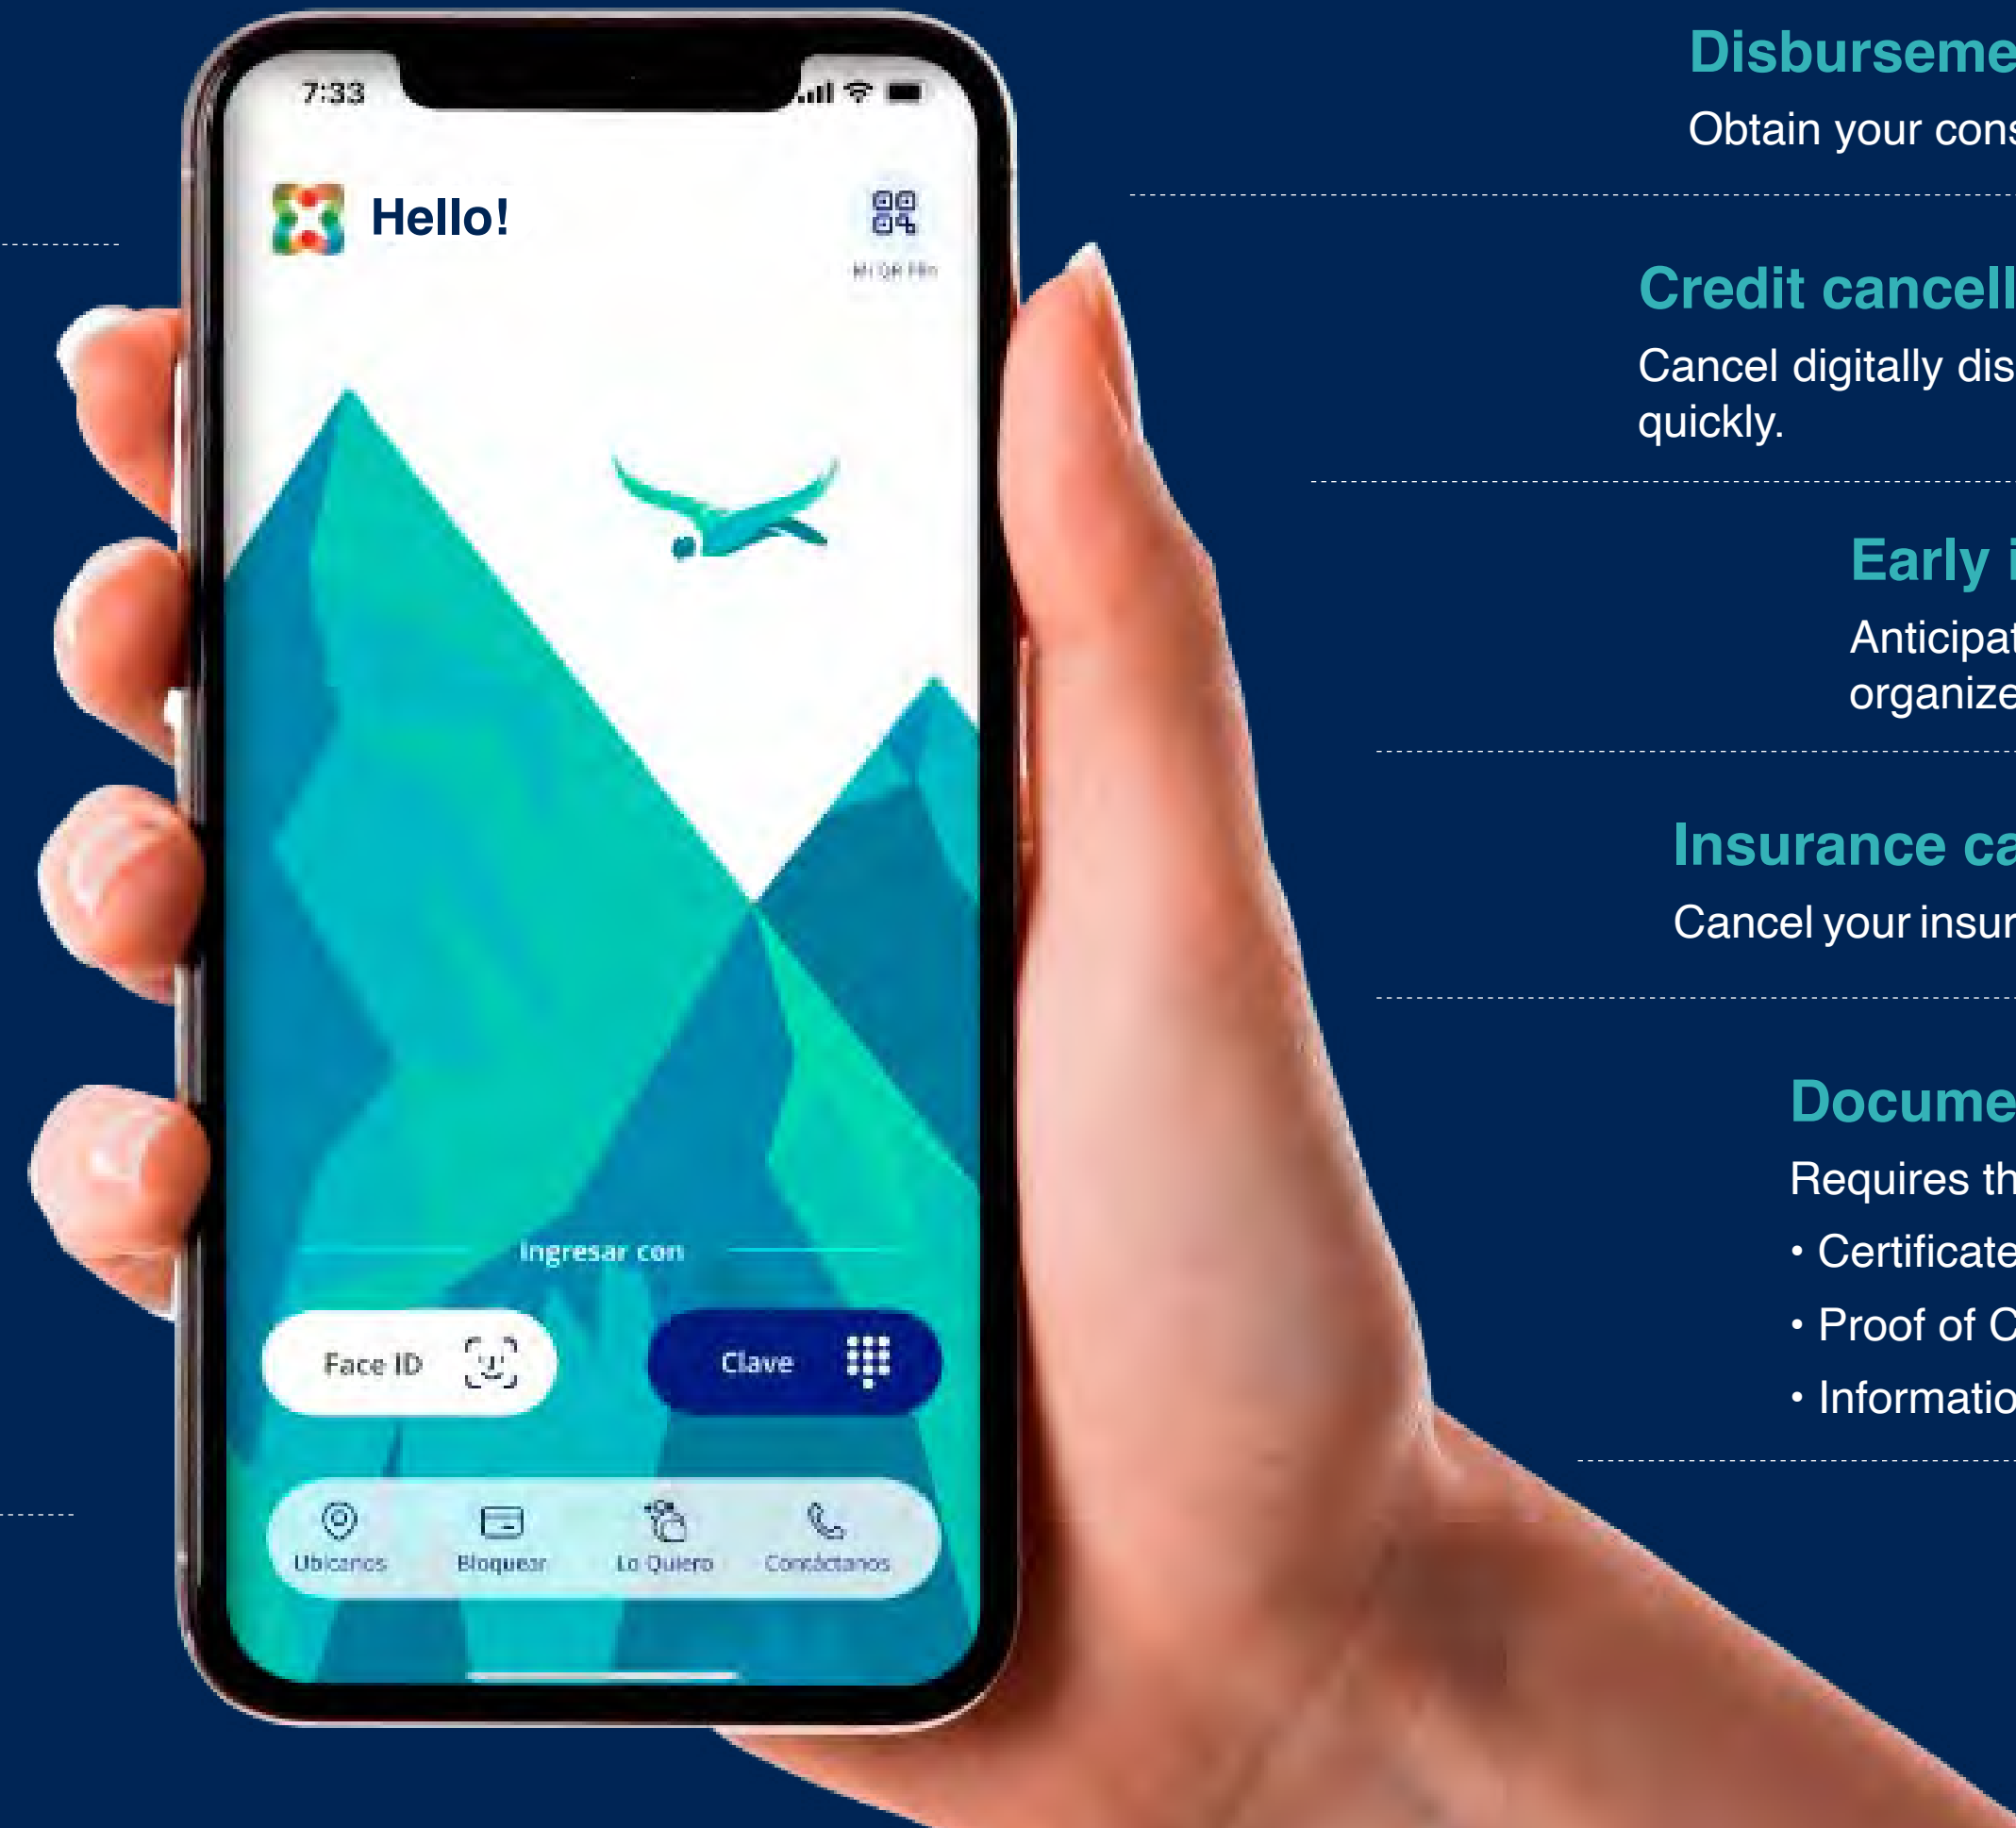 7:33
Hello!
Ingresar con
Face ID
Clave
Ubícanos
Bloquear
Lo Quiero
Contáctanos
Disburseme
Obtain your cons
Credit cancell
Cancel digitally dis
quickly.
Early i
Anticipat
organize
Insurance ca
Cancel your insur
Docume
Requires th
• Certificate
• Proof of C
• Informatio